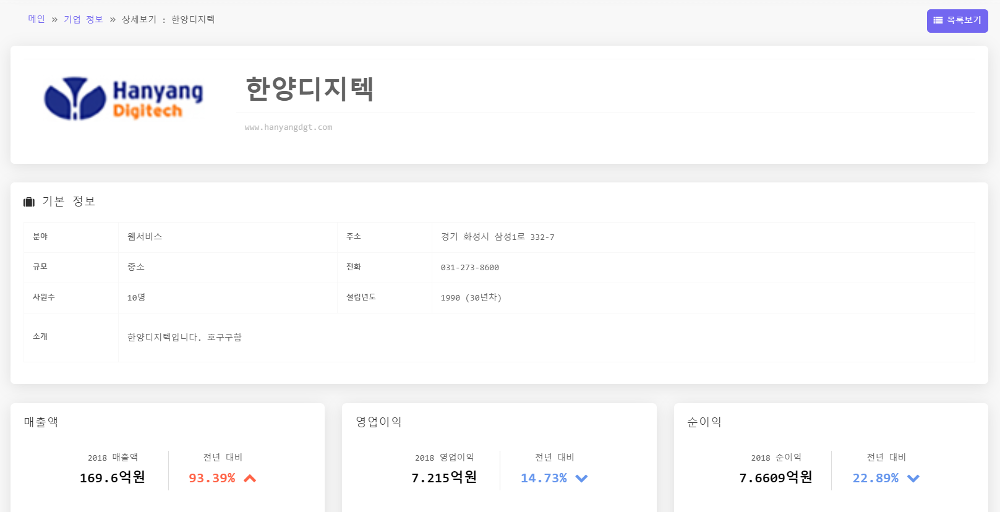 메인 » 기업 정보 » 상세보기 : 한양디지텍
목록보기
Hanyang
Digitech
한양디지텍
www.hanyangdgt.com
기본 정보
분야 웹서비스 주소 경기 화성시 삼성1로 332-7
규모 중소 전화 031-273-8600
사원수 10명 설립년도 1990 (30년차)
소개 한양디지텍입니다. 호구구함
매출액
2018 매출액 전년 대비
169.6억원 93.39%
영업이익
2018 영업이익 전년 대비
7.215억원 14.73%
순이익
2018 순이익 전년 대비
7.6609억원 22.89%